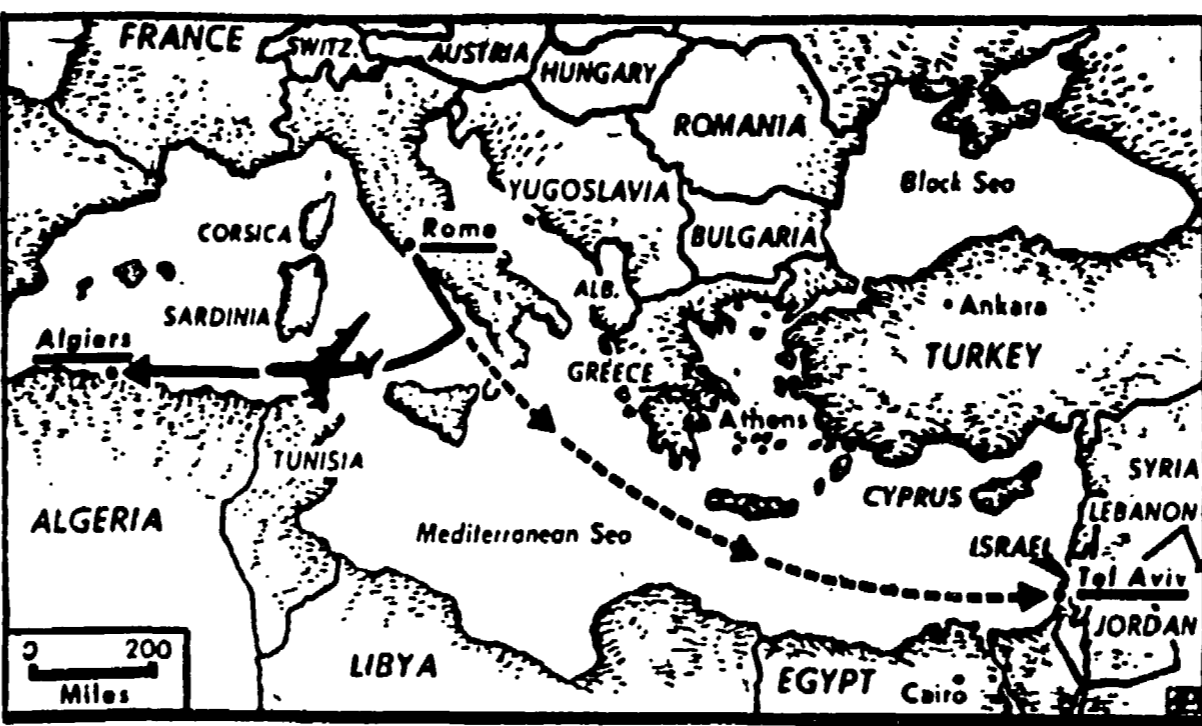 FRANCE
SWITZ.
AUSTRIA
HUNGARY
ROMANIA
Black Sea
YUGOSLAVIA
CORSICA
Rome
BULGARIA
ALB.
SARDINIA
Ankara
Algiers
TURKEY
GREECE
Athens
TUNISIA
SYRIA
CYPRUS
LEBANON
ALGERIA
Mediterranean Sea
ISRAEL
Tel Aviv
JORDAN
0 200
Miles
LIBYA
EGYPT
Cairo